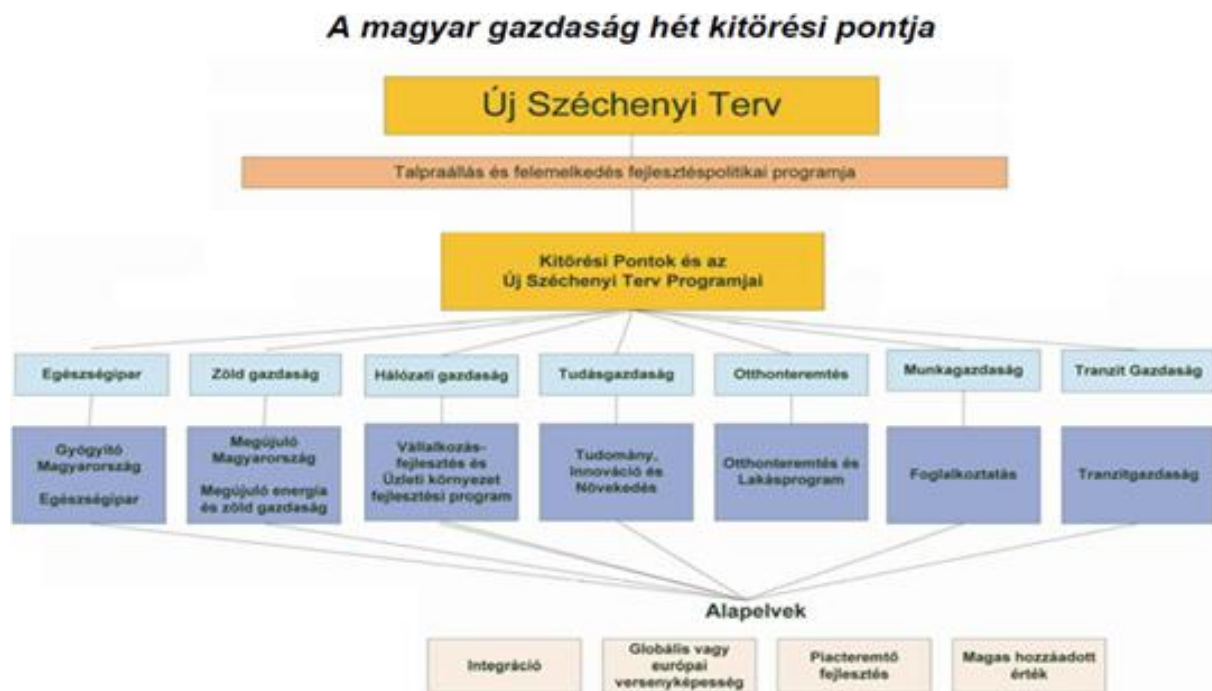 A magyar gazdaság hét kitörési pontja
Új Széchenyi Terv
Talpraállás és felemelkedés fejlesztéspolitikai programja
Kitörési Pontok és az
Új Széchenyi Terv Programjai
Egészségipar
Zöld gazdaság
Hálózati gazdaság
Tudásgazdaság
Otthonteremtés
Munkagazdaság
Tranzit Gazdaság
Gyógyító
Magyarország
Egészségipar
Megújuló
Magyarország
Megújuló energia
és zöld gazdaság
Vállalkozás-
fejlesztés és
Üzleti környezet
fejlesztési program
Tudomány,
Innováció és
Növekedés
Otthonteremtés és
Lakásprogram
Foglalkoztatás
Tranzitgazdaság
Alapelvek
Integráció
Globális vagy
európai
versenyképesség
Piacteremtő
fejlesztés
Magas hozzáadott
érték